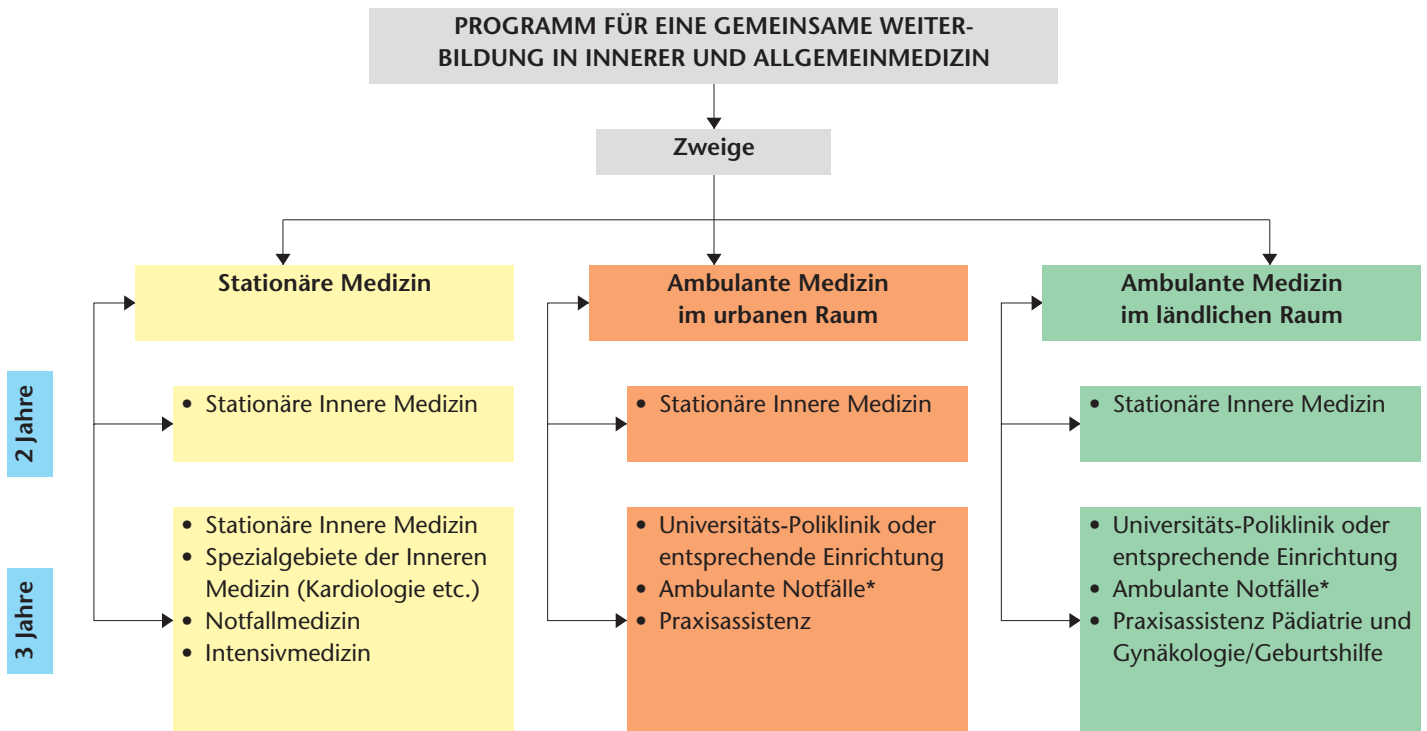 PROGRAMM FÜR EINE GEMEINSAME WEITER-
BILDUNG IN INNERER UND ALLGEMEINMEDIZIN
Zweige
Stationäre Medizin
Ambulante Medizin
im urbanen Raum
Ambulante Medizin
im ländlichen Raum
2 Jahre
• Stationäre Innere Medizin
• Stationäre Innere Medizin
• Stationäre Innere Medizin
3 Jahre
• Stationäre Innere Medizin
• Spezialgebiete der Inneren
Medizin (Kardiologie etc.)
• Notfallmedizin
• Intensivmedizin
• Universitäts-Poliklinik oder
entsprechende Einrichtung
• Ambulante Notfälle*
• Praxisassistenz
• Universitäts-Poliklinik oder
entsprechende Einrichtung
• Ambulante Notfälle*
• Praxisassistenz Pädiatrie und
Gynäkologie/Geburtshilfe